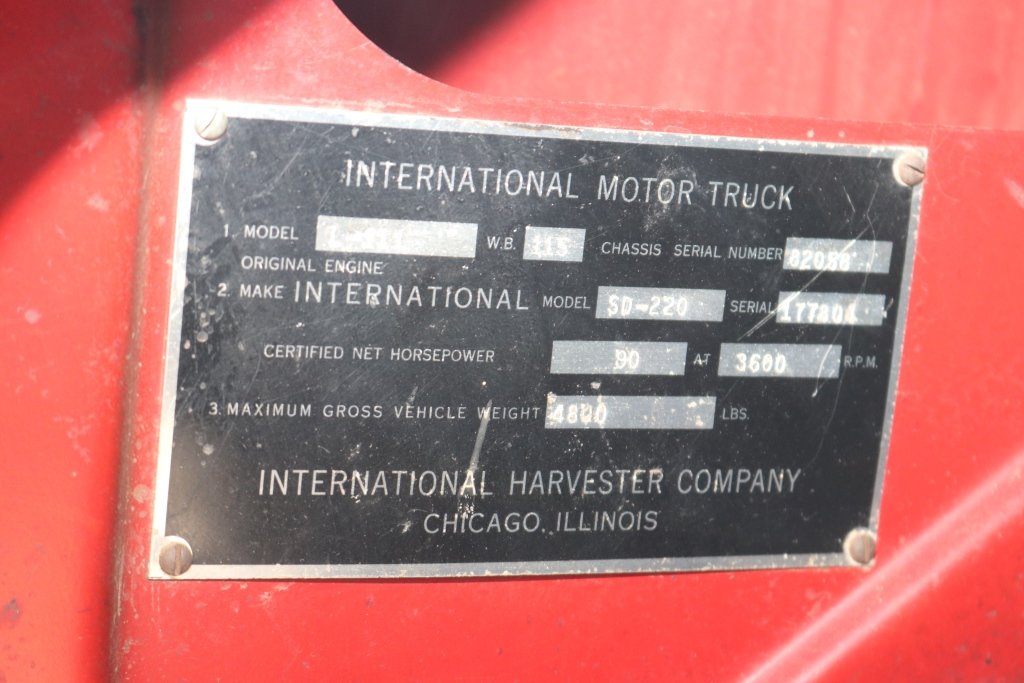 INTERNATIONAL MOTOR TRUCK
1. MODEL W.B. 115 CHASSIS SERIAL NUMBER
ORIGINAL ENGINE
2. MAKE INTERNATIONAL MODEL SD-220 SERIAL 177804
CERTIFIED NET HORSEPOWER 90 AT 3600 R.P.M.
3. MAXIMUM GROSS VEHICLE WEIGHT 4800 LBS.
INTERNATIONAL HARVESTER COMPANY
CHICAGO, ILLINOIS